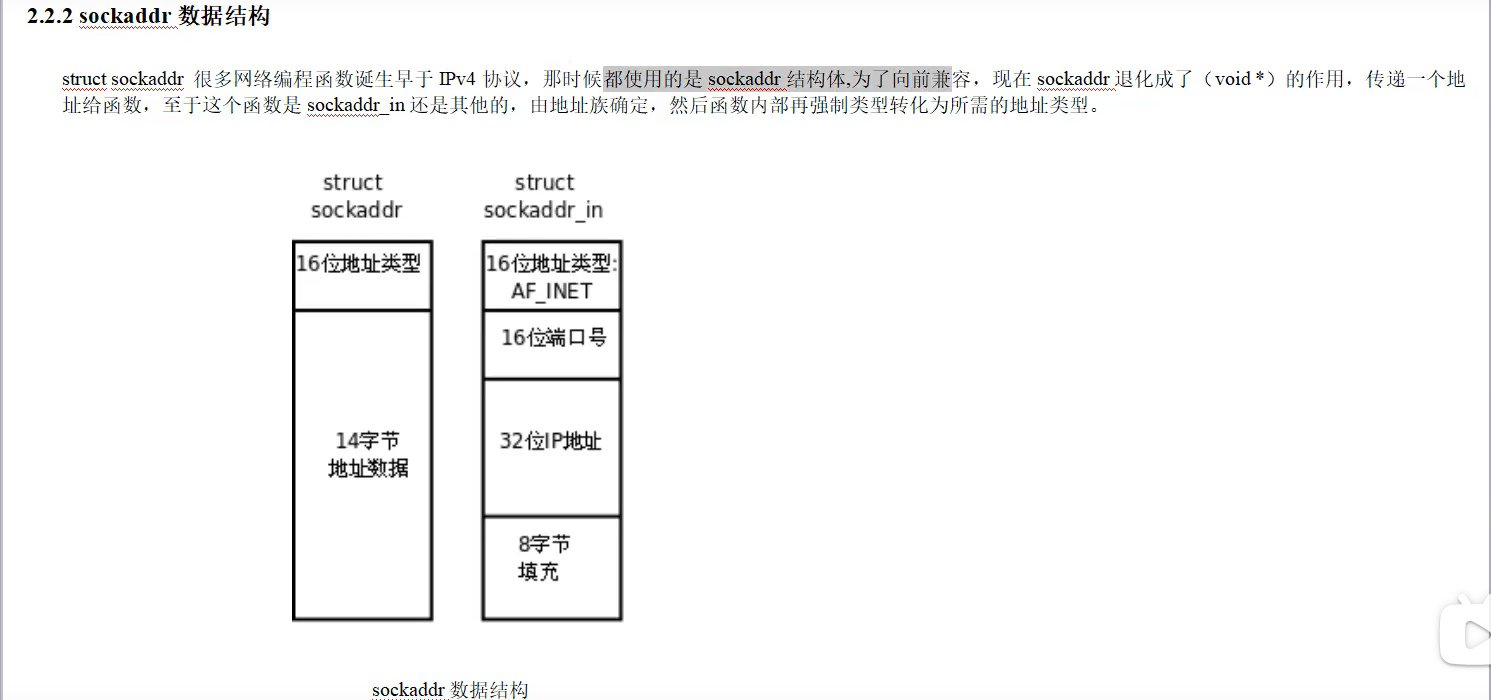 2.2.2 sockaddr 数据结构
struct sockaddr 很多网络编程函数诞生早于 IPv4 协议，那时候都使用的是 sockaddr 结构体,为了向前兼容，现在 sockaddr 退化成了（void *）的作用，传递一个地
址给函数，至于这个函数是 sockaddr_in 还是其他的，由地址族确定，然后函数内部再强制类型转化为所需的地址类型。
struct
sockaddr
struct
sockaddr_in
16位地址类型
14字节
地址数据
16位地址类型:
AF_INET
16位端口号
32位IP地址
8字节
填充
sockaddr 数据结构